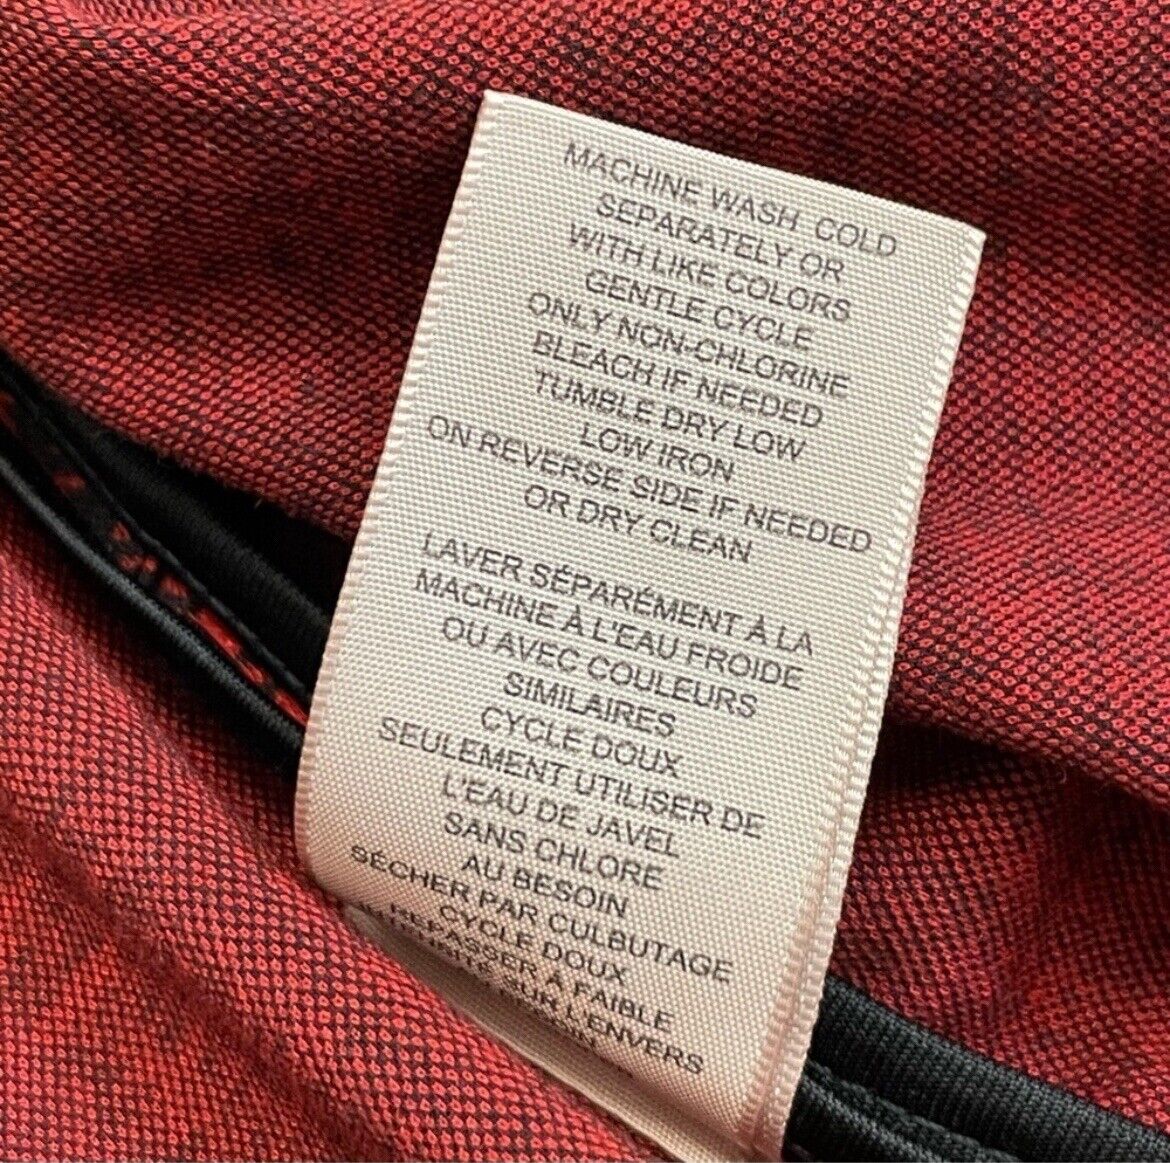 MACHINE WASH COLD
SEPARATELY OR
WITH LIKE COLORS
GENTLE CYCLE
ONLY NON-CHLORINE
BLEACH IF NEEDED
TUMBLE DRY LOW
LOW IRON
ON REVERSE SIDE IF NEEDED
OR DRY CLEAN
LAVER SÉPARÉMENT À LA
MACHINE À L'EAU FROIDE
OU AVEC COULEURS
SIMILAIRES
CYCLE DOUX
SEULEMENT UTILISER DE
L'EAU DE JAVEL
SANS CHLORE
AU BESOIN
SÉCHER PAR CULBUTAGE
CYCLE DOUX
REPASSER À FAIBLE
SUR L'ENVERS